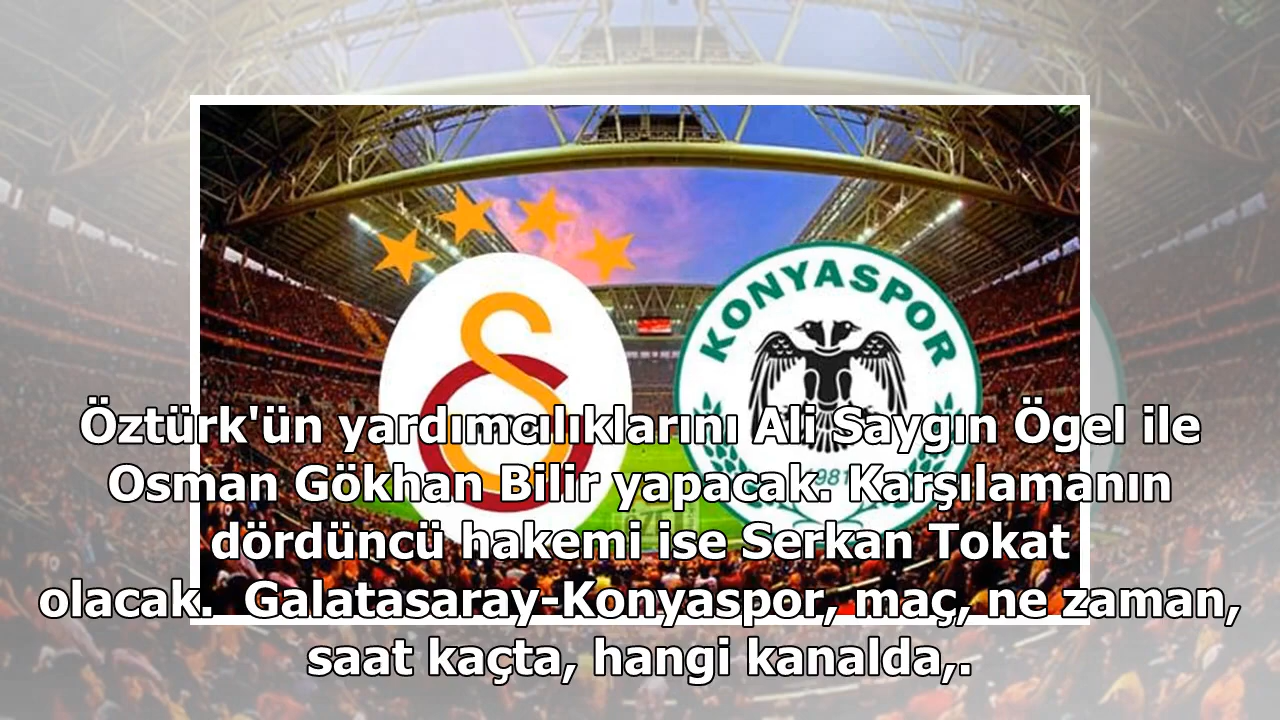 KONYASPOR
1981
Öztürk'ün yardımcılıklarını Ali Saygın Ögel ile
Osman Gökhan Bilir yapacak. Karşılamanın
dördüncü hakemi ise Serkan Tokat
olacak.  Galatasaray-Konyaspor, maç, ne zaman,
saat kaçta, hangi kanalda,.